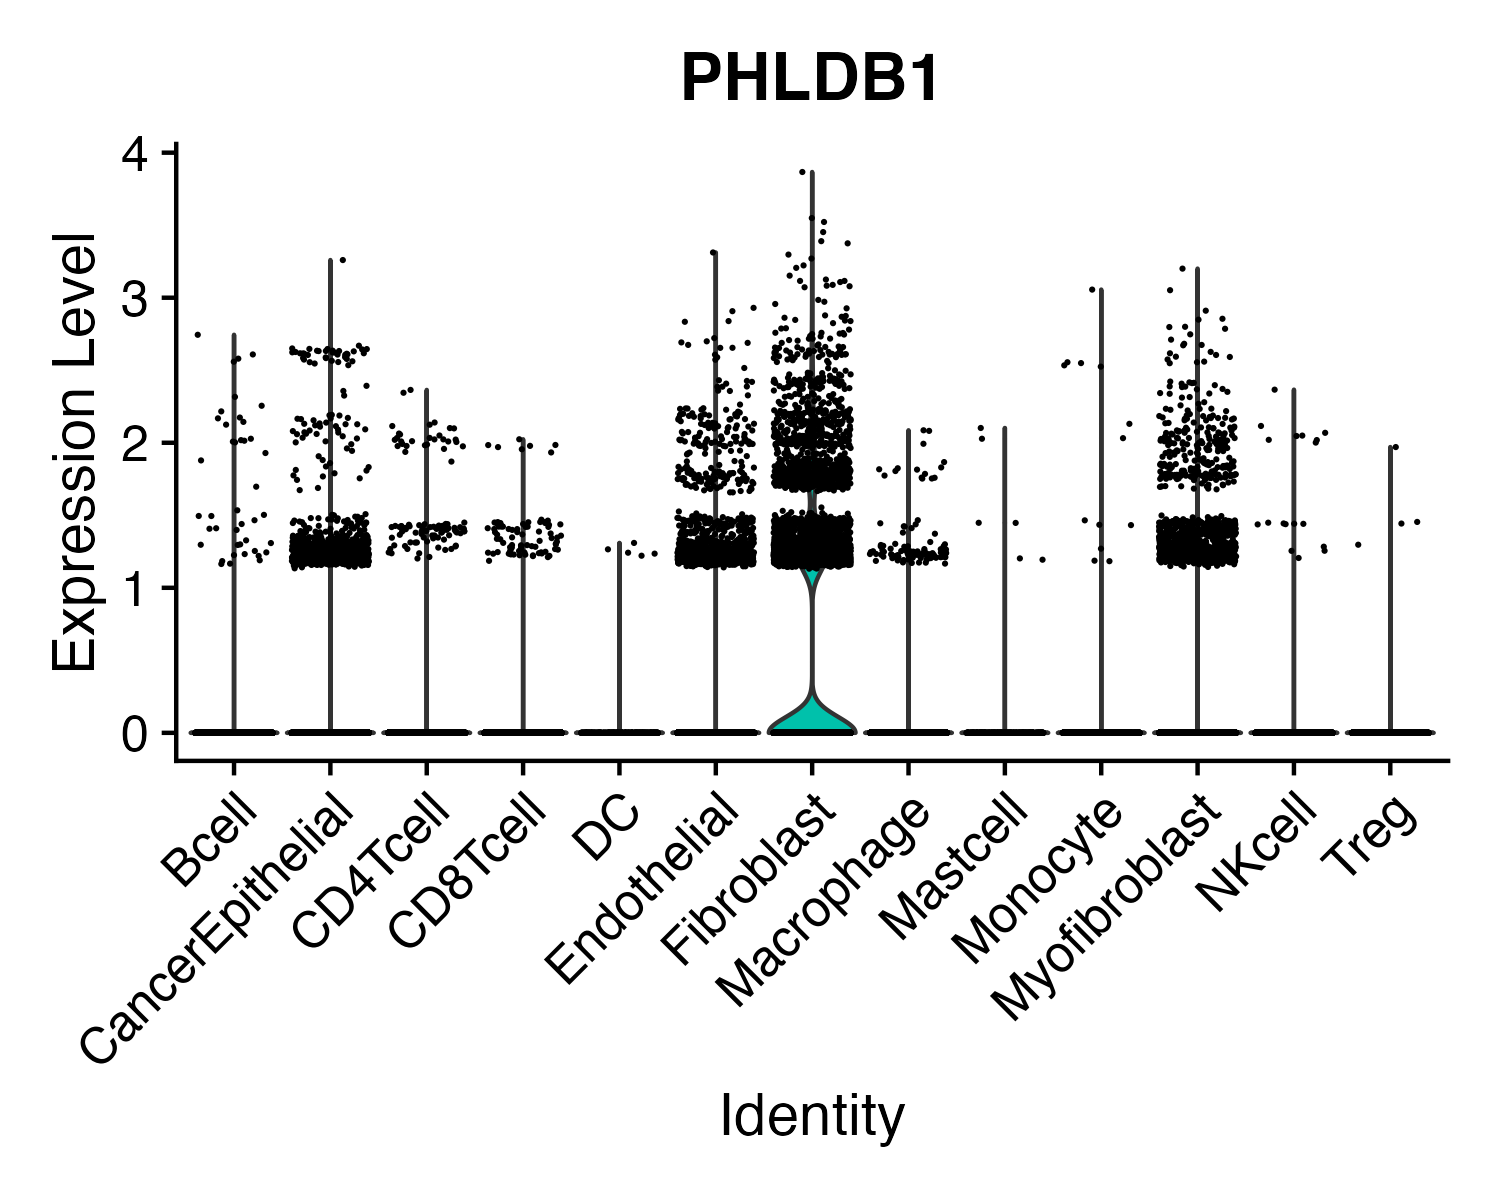 PHLDB1
Expression Level
4
3
2
1
0
Bcell
CancerEpithelial
CD4Tcell
CD8Tcell
DC
Endothelial
Fibroblast
Macrophage
Mastcell
Monocyte
Myofibroblast
NKcell
Treg
Identity